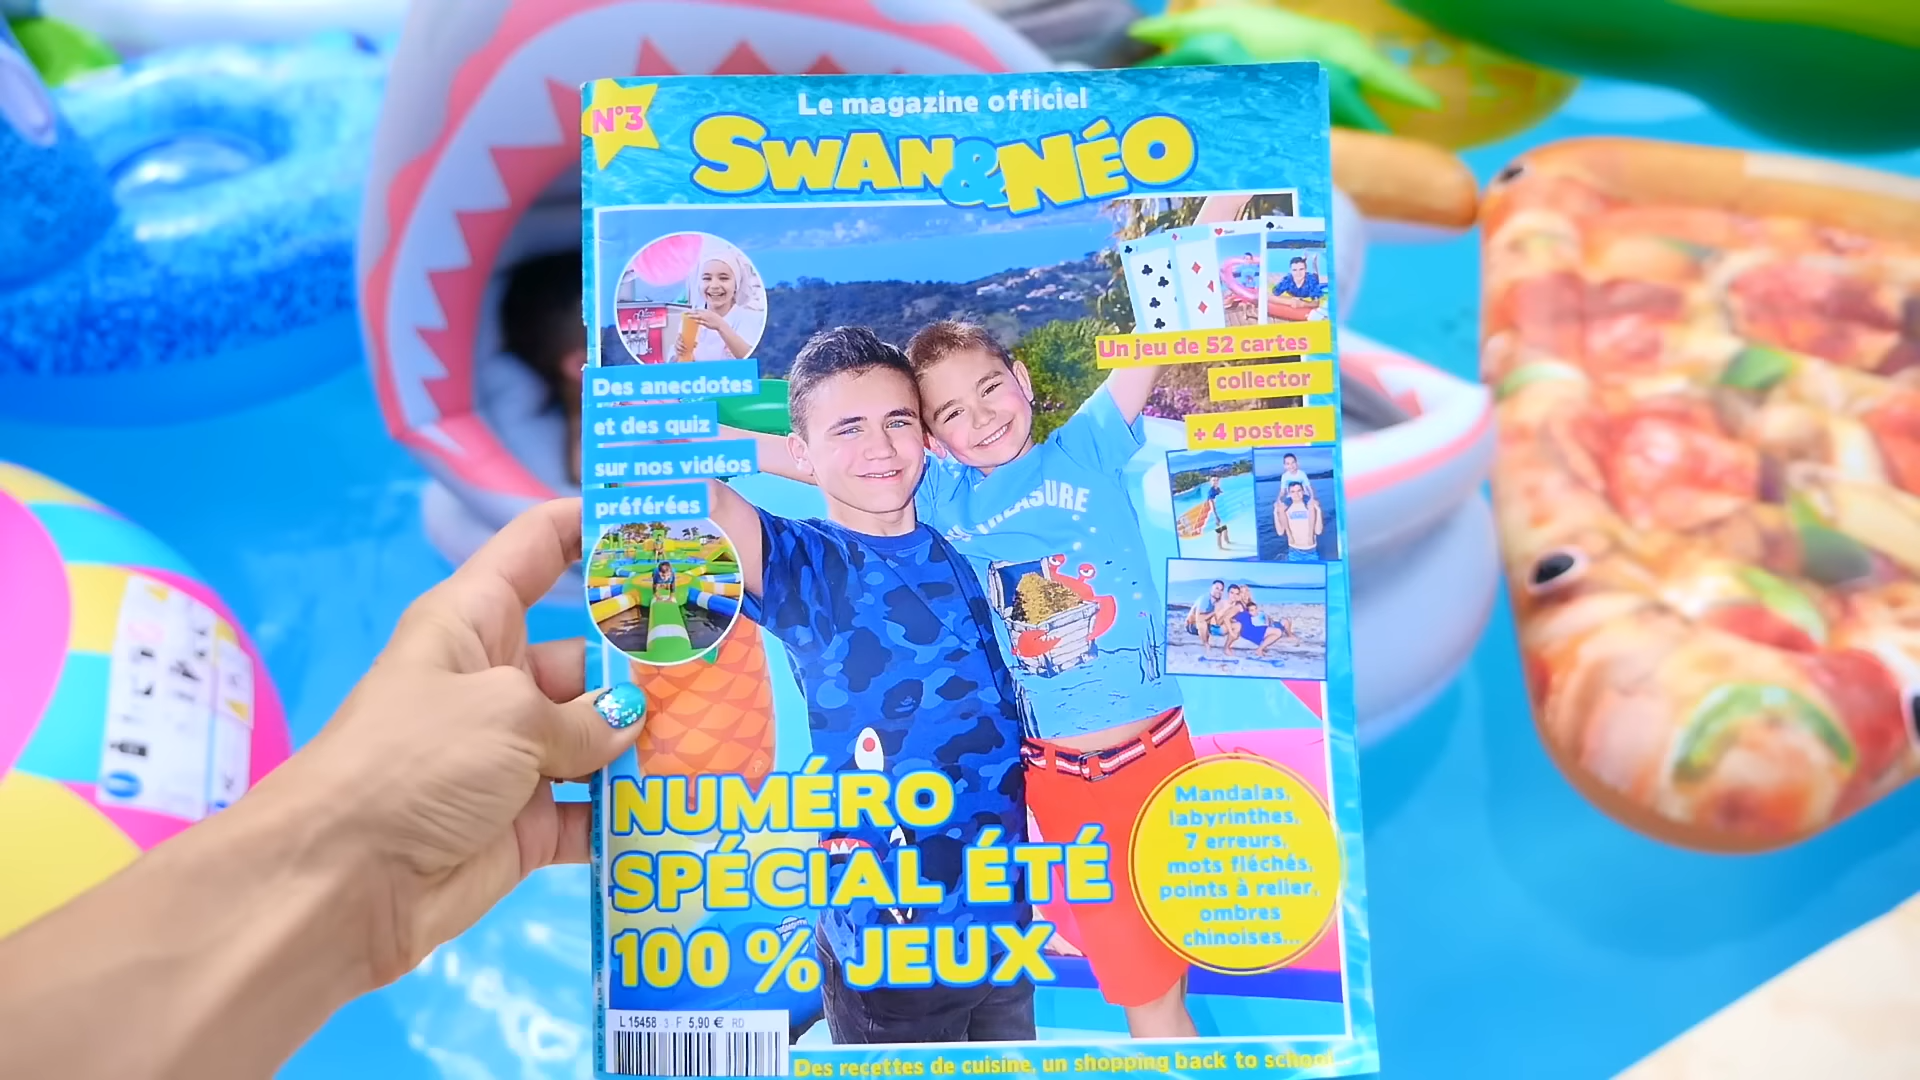 N°3
Le magazine officiel
SWAN & NÉO
Des anecdotes
et des quiz
sur nos vidéos
préférées
Un jeu de 52 cartes
collector
+ 4 posters
TREASURE
NUMÉRO
SPÉCIAL ÉTÉ
100 % JEUX
Mandalas,
labyrinthes,
7 erreurs,
mots fléchés,
points à relier,
ombres
chinoises...
L 15458 - 3 - F 5,90 € - RD
Des recettes de cuisine, un shopping back to school